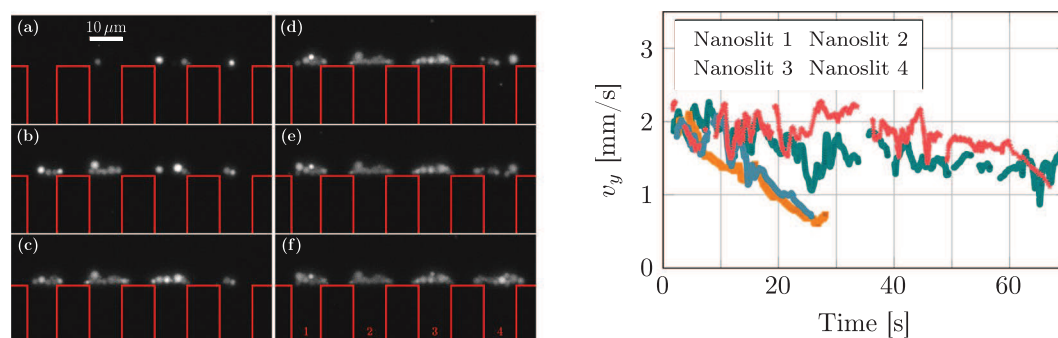 (a)
10 μm
(b)
(c)
(d)
(e)
(f)
1 2 3 4
Nanoslit 1 Nanoslit 2
Nanoslit 3 Nanoslit 4
3
2
1
0
v_y [mm/s]
0 20 40 60
Time [s]